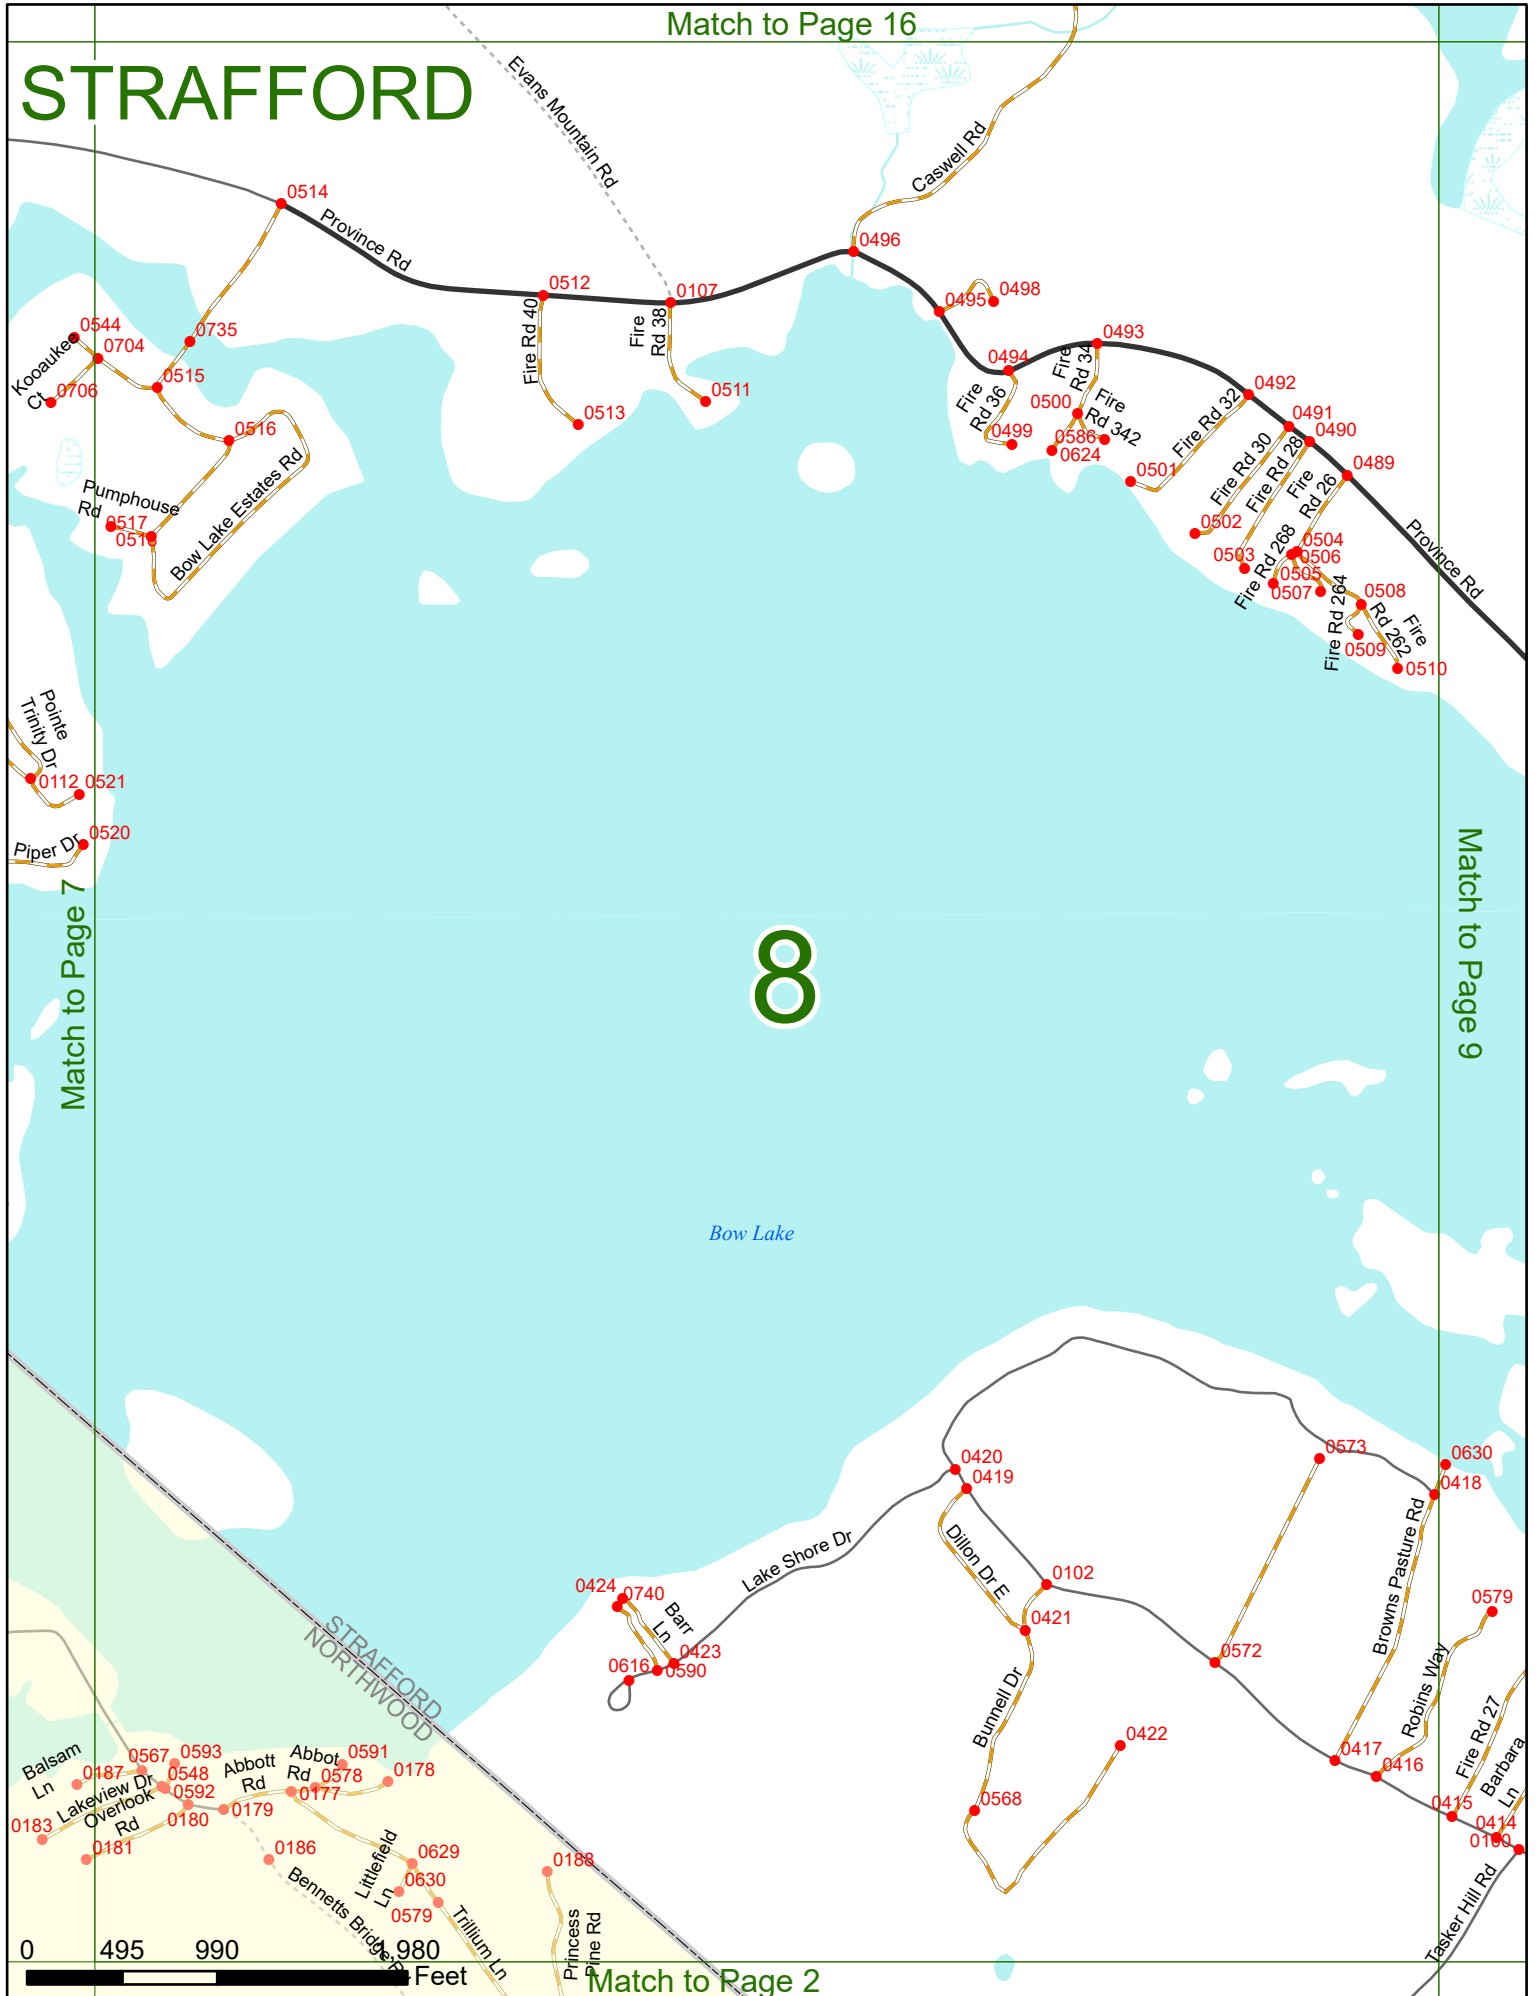 Match to Page 16
STRAFFORD
Evans Mountain Rd
Caswell Rd
0514
Province Rd
0496
0512
0107
0498
0495
0544
0735
0704
Kooaukee
Ct
0706
0515
Fire Rd 40
Fire
Rd 38
0493
0494
Fire
Rd 34
0511
0513
Fire
Rd 36
0500
Fire
Rd 342
0492
Fire Rd 32
0491
0490
0499
0586
0624
0516
Bow Lake Estates Rd
0501
Fire Rd 30
Fire Rd 28
Fire
Rd 26
0489
Pumphouse
Rd
0517
0518
0502
0503
Fire Rd 268
0504
0506
0505
0507
Province Rd
Fire Rd 264
0508
Fire
Rd 262
0509
0510
Pointe
Trinity Dr
0112
0521
0520
Piper Dr
Match to Page 7
8
Match to Page 9
Bow Lake
0420
0419
0573
0630
0418
Lake Shore Dr
Dillon Dr E
0102
Browns Pasture Rd
0424
0740
Barr
Ln
0421
0579
STRAFFORD
NORTHWOOD
0423
0616
0590
0572
Bunnell Dr
Robins Way
0422
Fire Rd 27
0417
0416
Barbara
Ln
0568
0415
0414
0100
Tasker Hill Rd
Balsam
Ln
0187
0567
0593
0548
0592
Lakeview Dr
Overlook
Rd
Abbott
Rd
Abbot
Rd
0591
0578
0178
0177
0179
0180
0183
0181
0186
Littlefield
Ln
0629
0630
0579
0188
Bennetts Bridge R
Trillium Ln
Princess
Pine Rd
0 495 990 1,980
Feet
Match to Page 2